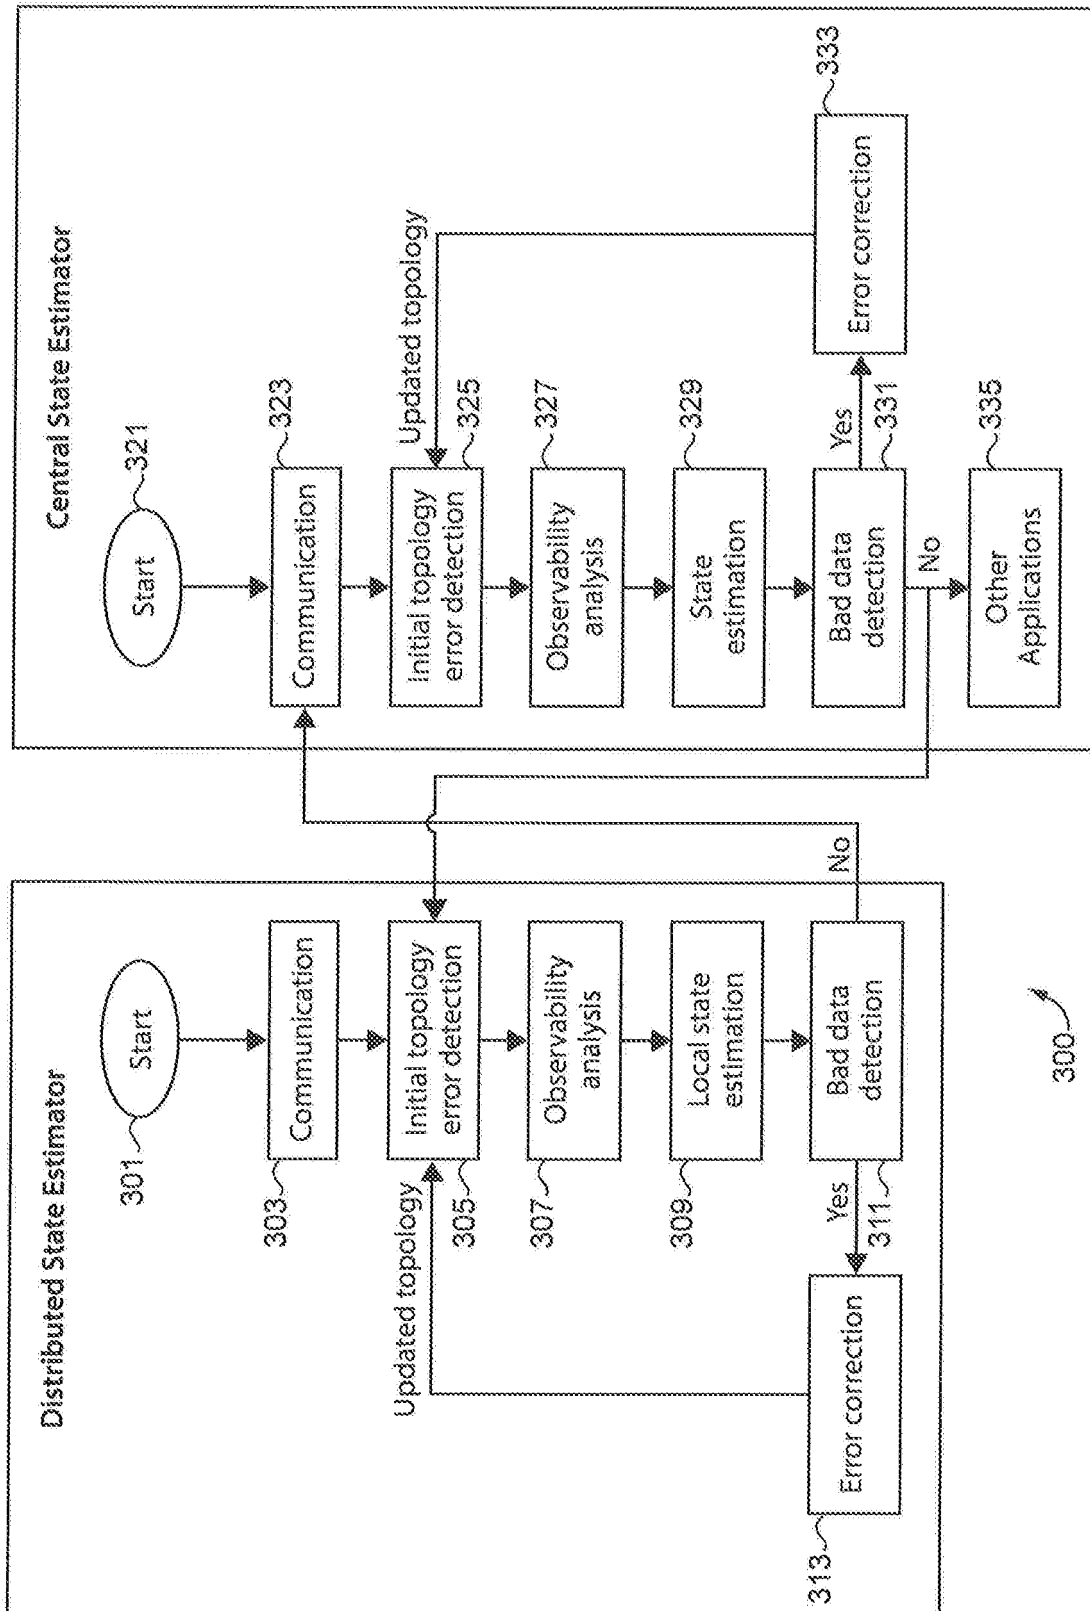 Distributed State Estimator
Start
301
Communication
303
Initial topology
error detection
305
Updated topology
Observability
analysis
307
Local state
estimation
309
Bad data
detection
311
Yes
No
Error correction
313
300
Central State Estimator
Start
321
Communication
323
Initial topology
error detection
325
Updated topology
Observability
analysis
327
State
estimation
329
Bad data
detection
331
Yes
No
Error correction
333
Other
Applications
335